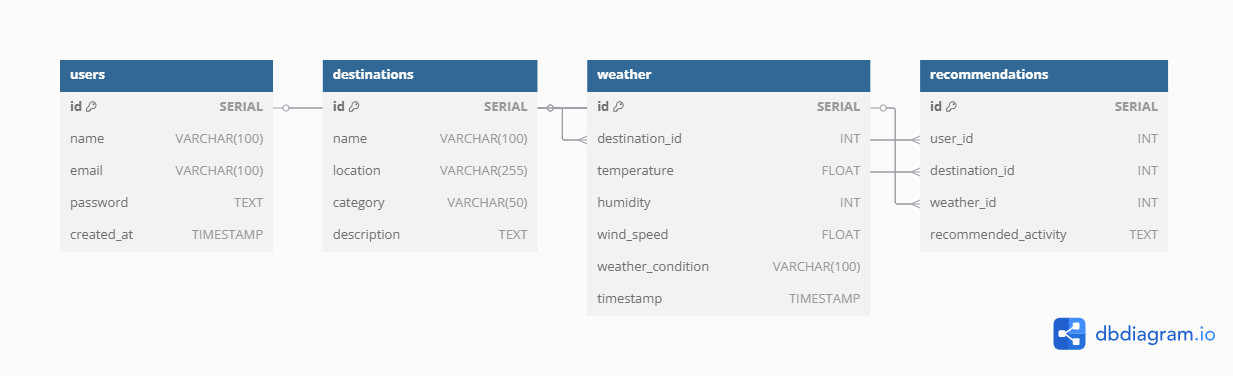 users
id SERIAL
name VARCHAR(100)
email VARCHAR(100)
password TEXT
created_at TIMESTAMP
destinations
id SERIAL
name VARCHAR(100)
location VARCHAR(255)
category VARCHAR(50)
description TEXT
weather
id SERIAL
destination_id INT
temperature FLOAT
humidity INT
wind_speed FLOAT
weather_condition VARCHAR(100)
timestamp TIMESTAMP
recommendations
id SERIAL
user_id INT
destination_id INT
weather_id INT
recommended_activity TEXT
dbdiagram.io